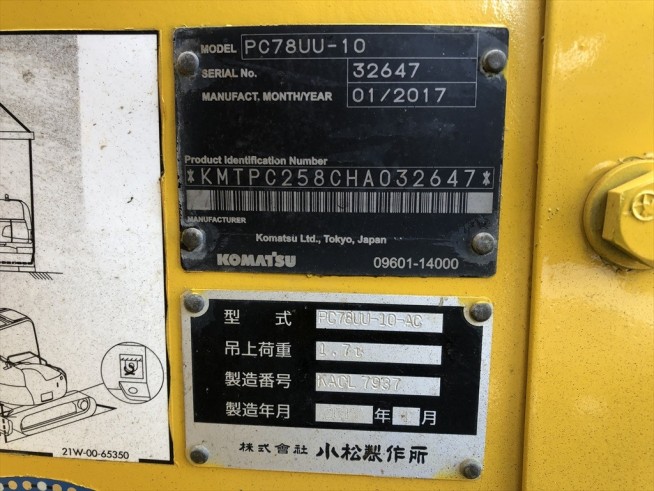 MODEL PC78UU-10
SERIAL No. 32647
MANUFACT. MONTH/YEAR 01/2017
Product Identification Number
*KMTPC258CHA032647*
MANUFACTURER
Komatsu Ltd., Tokyo, Japan
KOMATSU 09601-14000
型 式 PC78UU-10-AC
吊上荷重 1.7t
製造番号 KACL 7937
製造年月 年 1 月
株式會社 小松製作所
21W-00-65350